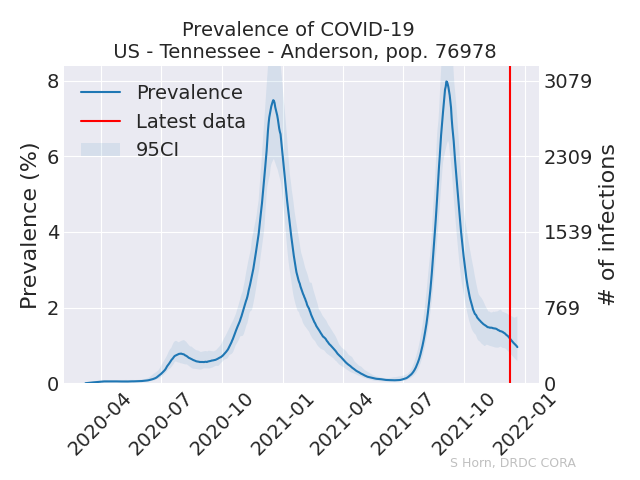 Prevalence of COVID-19
US - Tennessee - Anderson, pop. 76978
Prevalence
Latest data
95CI
Prevalence (%)
8
6
4
2
0
3079
2309
1539
769
0
# of infections
2020-04
2020-07
2020-10
2021-01
2021-04
2021-07
2021-10
2022-01
S Horn, DRDC CORA